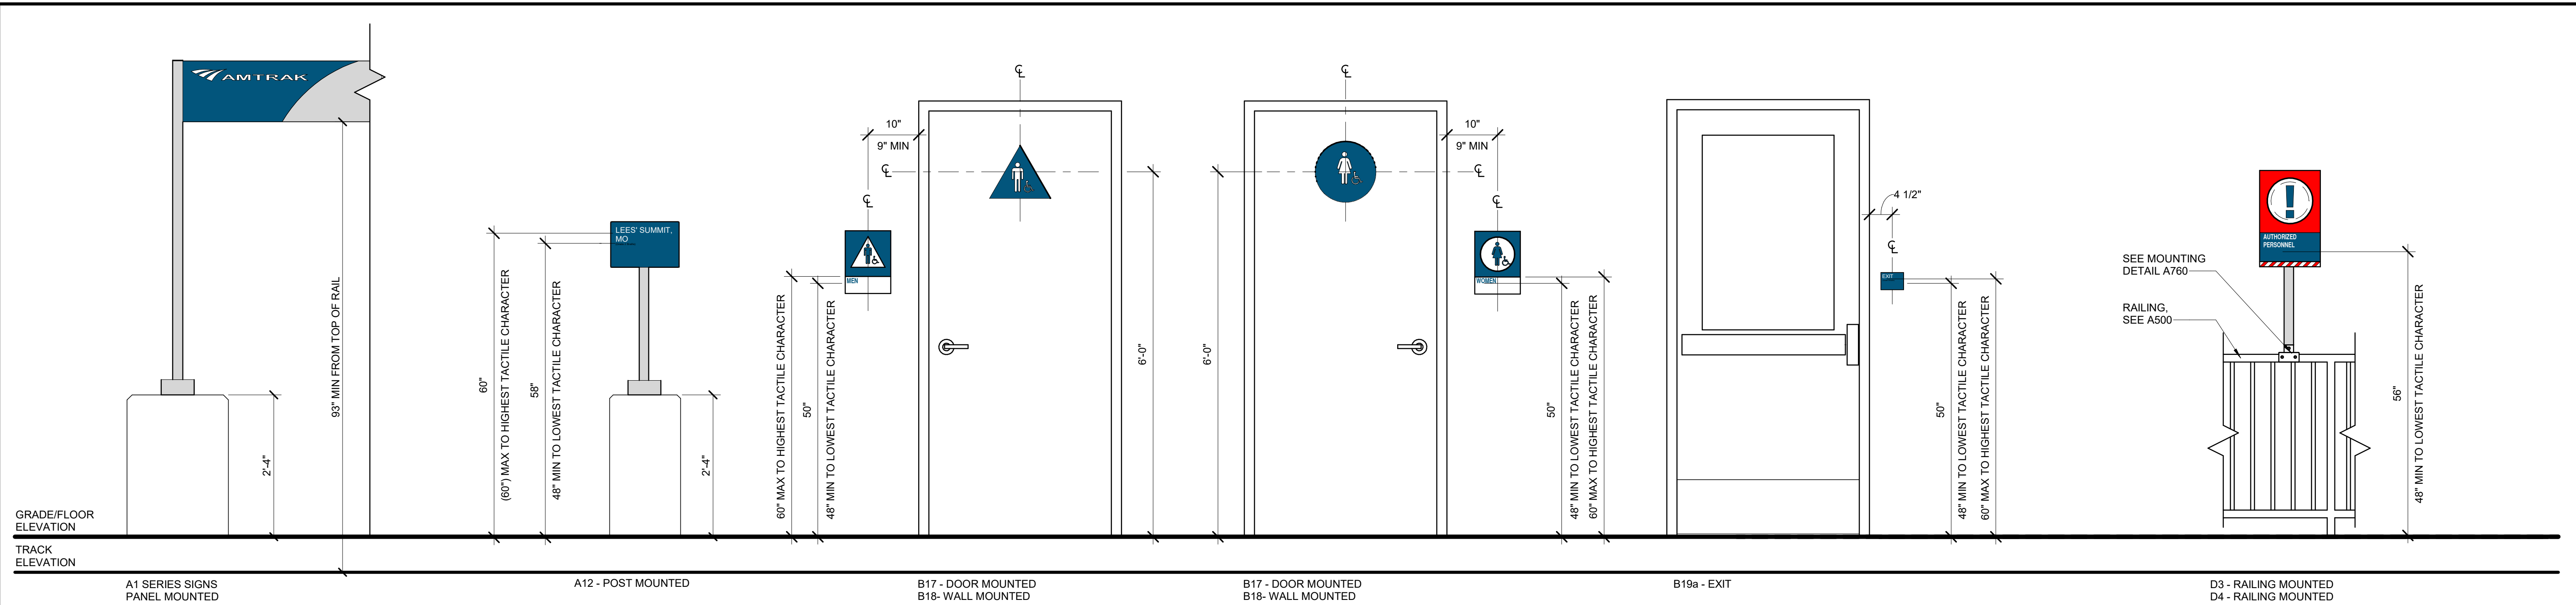 AMTRAK
93" MIN FROM TOP OF RAIL
2'-4"
GRADE/FLOOR
ELEVATION
TRACK
ELEVATION
A1 SERIES SIGNS
PANEL MOUNTED
LEES' SUMMIT,
MO
60"
(60") MAX TO HIGHEST TACTILE CHARACTER
58"
48" MIN TO LOWEST TACTILE CHARACTER
2'-4"
A12 - POST MOUNTED
10"
9" MIN
MEN
60" MAX TO HIGHEST TACTILE CHARACTER
50"
48" MIN TO LOWEST TACTILE CHARACTER
6'-0"
B17 - DOOR MOUNTED
B18- WALL MOUNTED
10"
9" MIN
6'-0"
WOMEN
50"
48" MIN TO LOWEST TACTILE CHARACTER
60" MAX TO HIGHEST TACTILE CHARACTER
B17 - DOOR MOUNTED
B18- WALL MOUNTED
4 1/2"
EXIT
50"
48" MIN TO LOWEST TACTILE CHARACTER
60" MAX TO HIGHEST TACTILE CHARACTER
B19a - EXIT
AUTHORIZED
PERSONNEL
SEE MOUNTING
DETAIL A760
RAILING,
SEE A500
56"
48" MIN TO LOWEST TACTILE CHARACTER
D3 - RAILING MOUNTED
D4 - RAILING MOUNTED